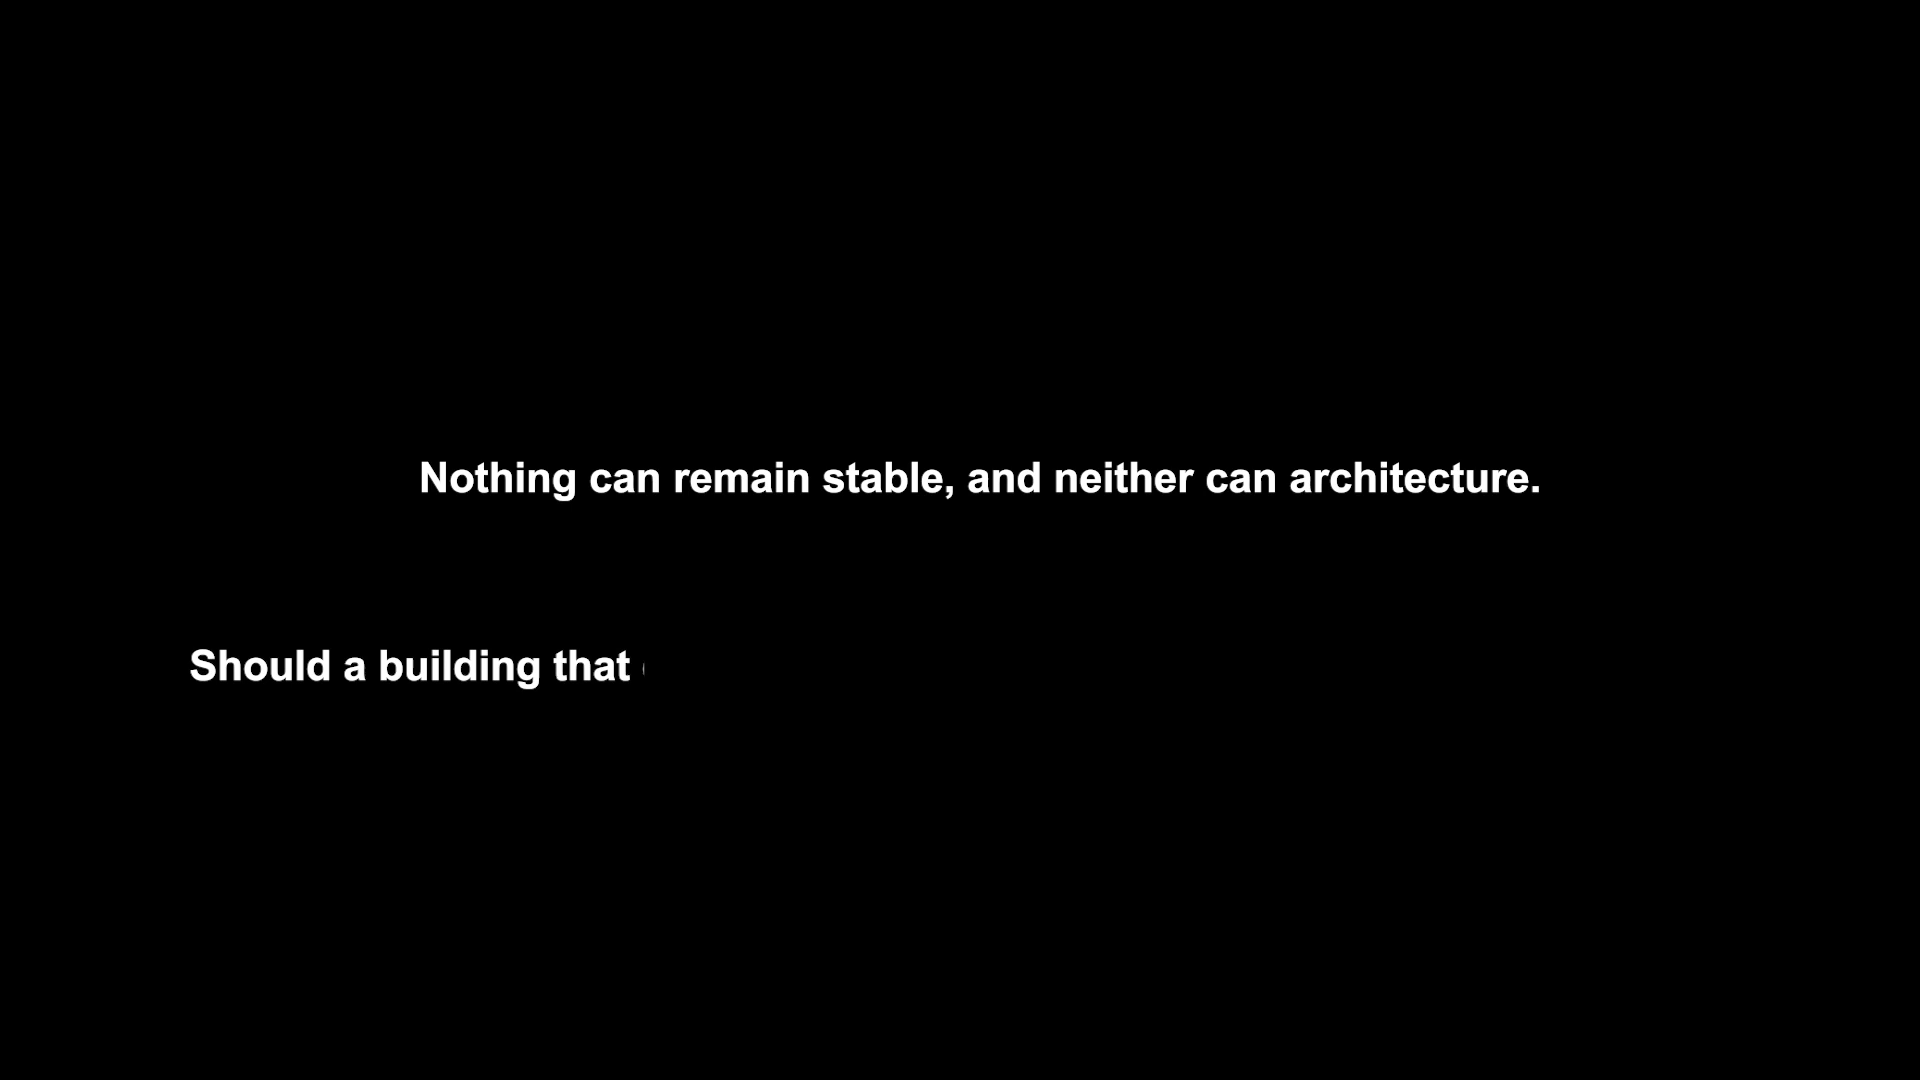 Nothing can remain stable, and neither can architecture.
Should a building that